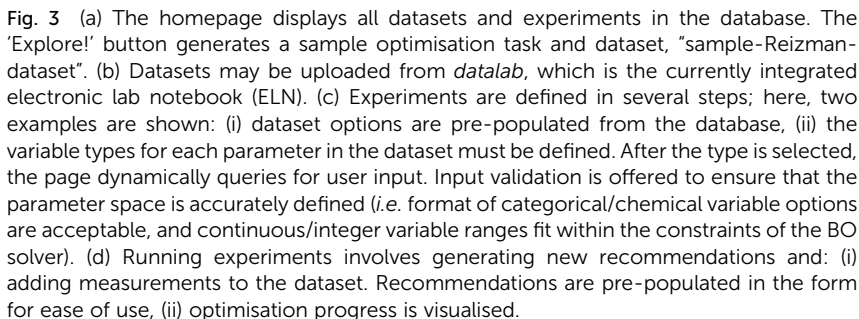 Fig. 3 (a) The homepage displays all datasets and experiments in the database. The
'Explore!' button generates a sample optimisation task and dataset, "sample-Reizman-
dataset". (b) Datasets may be uploaded from datalab, which is the currently integrated
electronic lab notebook (ELN). (c) Experiments are defined in several steps; here, two
examples are shown: (i) dataset options are pre-populated from the database, (ii) the
variable types for each parameter in the dataset must be defined. After the type is selected,
the page dynamically queries for user input. Input validation is offered to ensure that the
parameter space is accurately defined (i.e. format of categorical/chemical variable options
are acceptable, and continuous/integer variable ranges fit within the constraints of the BO
solver). (d) Running experiments involves generating new recommendations and: (i)
adding measurements to the dataset. Recommendations are pre-populated in the form
for ease of use, (ii) optimisation progress is visualised.